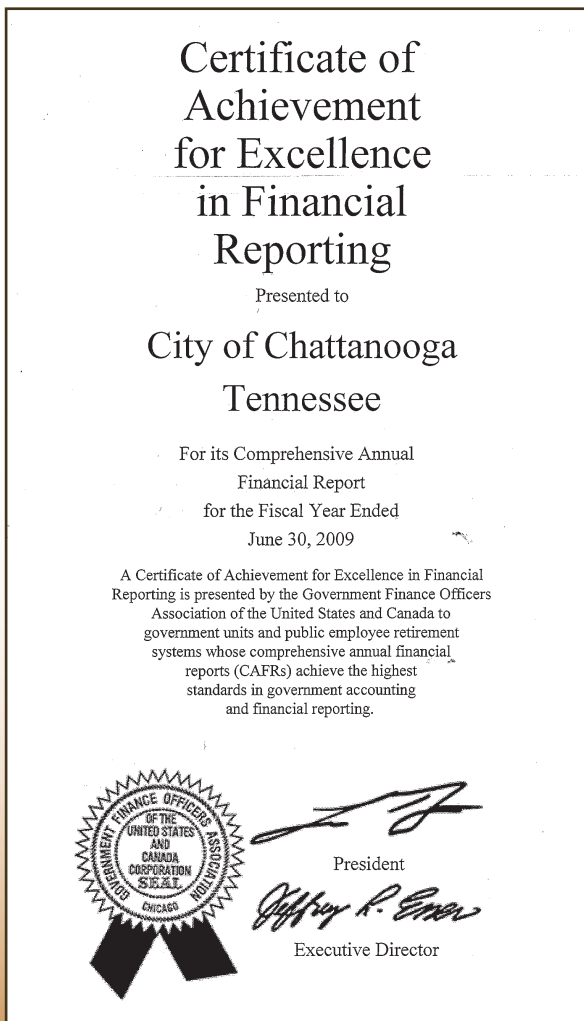 Certificate of
Achievement
for Excellence
in Financial
Reporting
Presented to
City of Chattanooga
Tennessee
For its Comprehensive Annual
Financial Report
for the Fiscal Year Ended
June 30, 2009
A Certificate of Achievement for Excellence in Financial
Reporting is presented by the Government Finance Officers
Association of the United States and Canada to
government units and public employee retirement
systems whose comprehensive annual financial
reports (CAFRs) achieve the highest
standards in government accounting
and financial reporting.
GOVERNMENT FINANCE OFFICERS ASSOCIATION
OF THE
UNITED STATES
AND
CANADA
CORPORATION
SEAL
CHICAGO
President
Jeffrey R. Enen
Executive Director